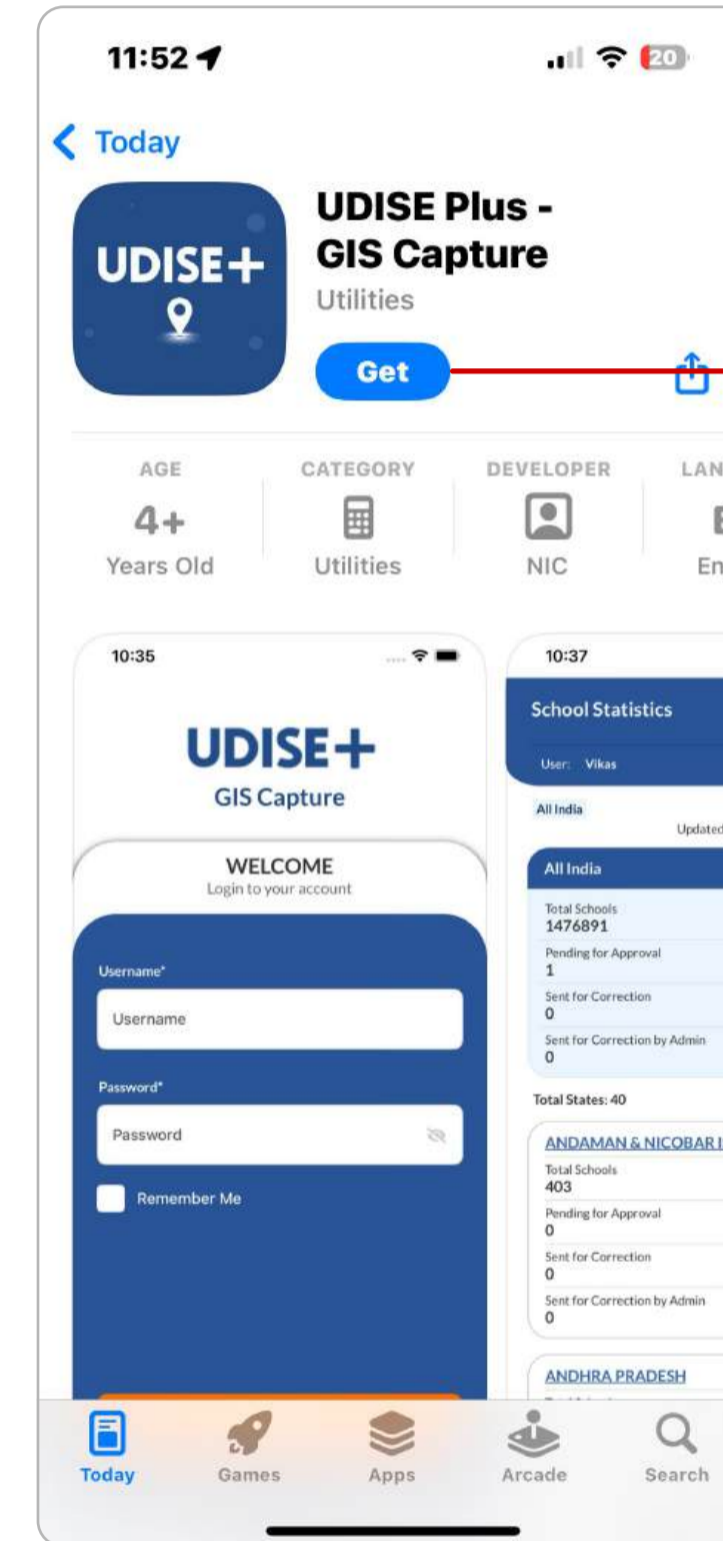 11:52
20
Today
UDISE+
UDISE Plus -
GIS Capture
Utilities
Get
AGE
CATEGORY
DEVELOPER
4+
Years Old
Utilities
NIC
10:35
UDISE+
GIS Capture
WELCOME
Login to your account
Username*
Username
Password*
Password
Remember Me
10:37
School Statistics
User: Vikas
All India
Updated
All India
Total Schools
1476891
Pending for Approval
1
Sent for Correction
0
Sent for Correction by Admin
0
Total States: 40
ANDAMAN & NICOBAR
Total Schools
403
Pending for Approval
0
Sent for Correction
0
Sent for Correction by Admin
0
ANDHRA PRADESH
Today
Games
Apps
Arcade
Search